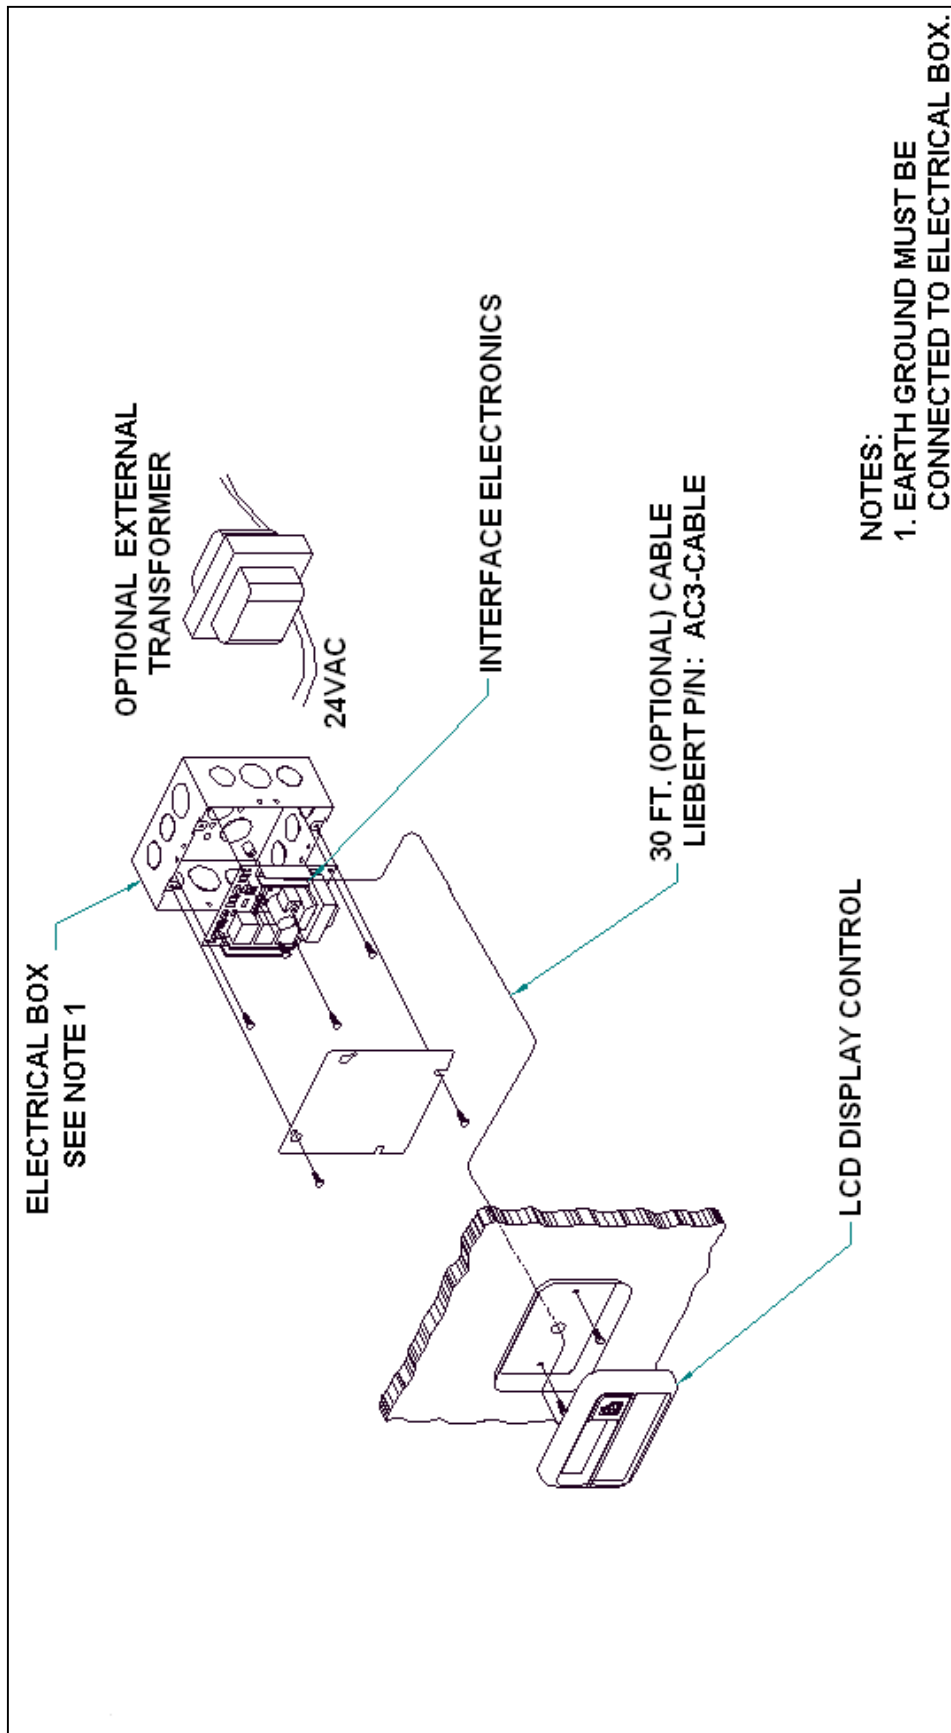 ELECTRICAL BOX
SEE NOTE 1
OPTIONAL EXTERNAL
TRANSFORMER
24VAC
INTERFACE ELECTRONICS
30 FT. (OPTIONAL) CABLE
LIEBERT P/N: AC3-CABLE
LCD DISPLAY CONTROL
NOTES:
1. EARTH GROUND MUST BE
CONNECTED TO ELECTRICAL BOX.